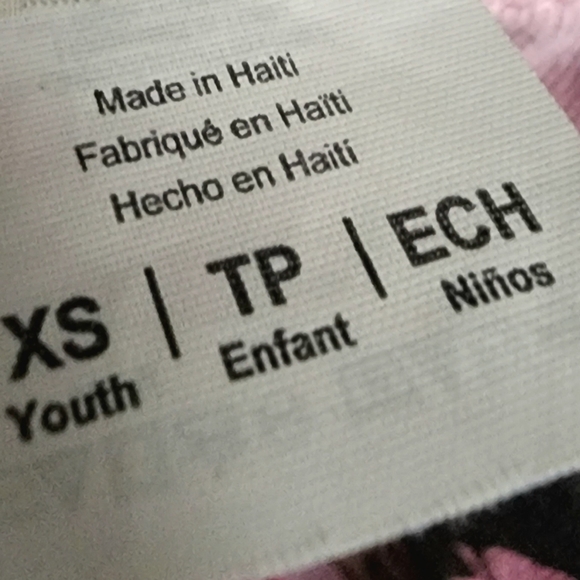 Made in Haiti
Fabriqué en Haïti
Hecho en Haití
XS | TP | ECH
Youth Enfant Niños